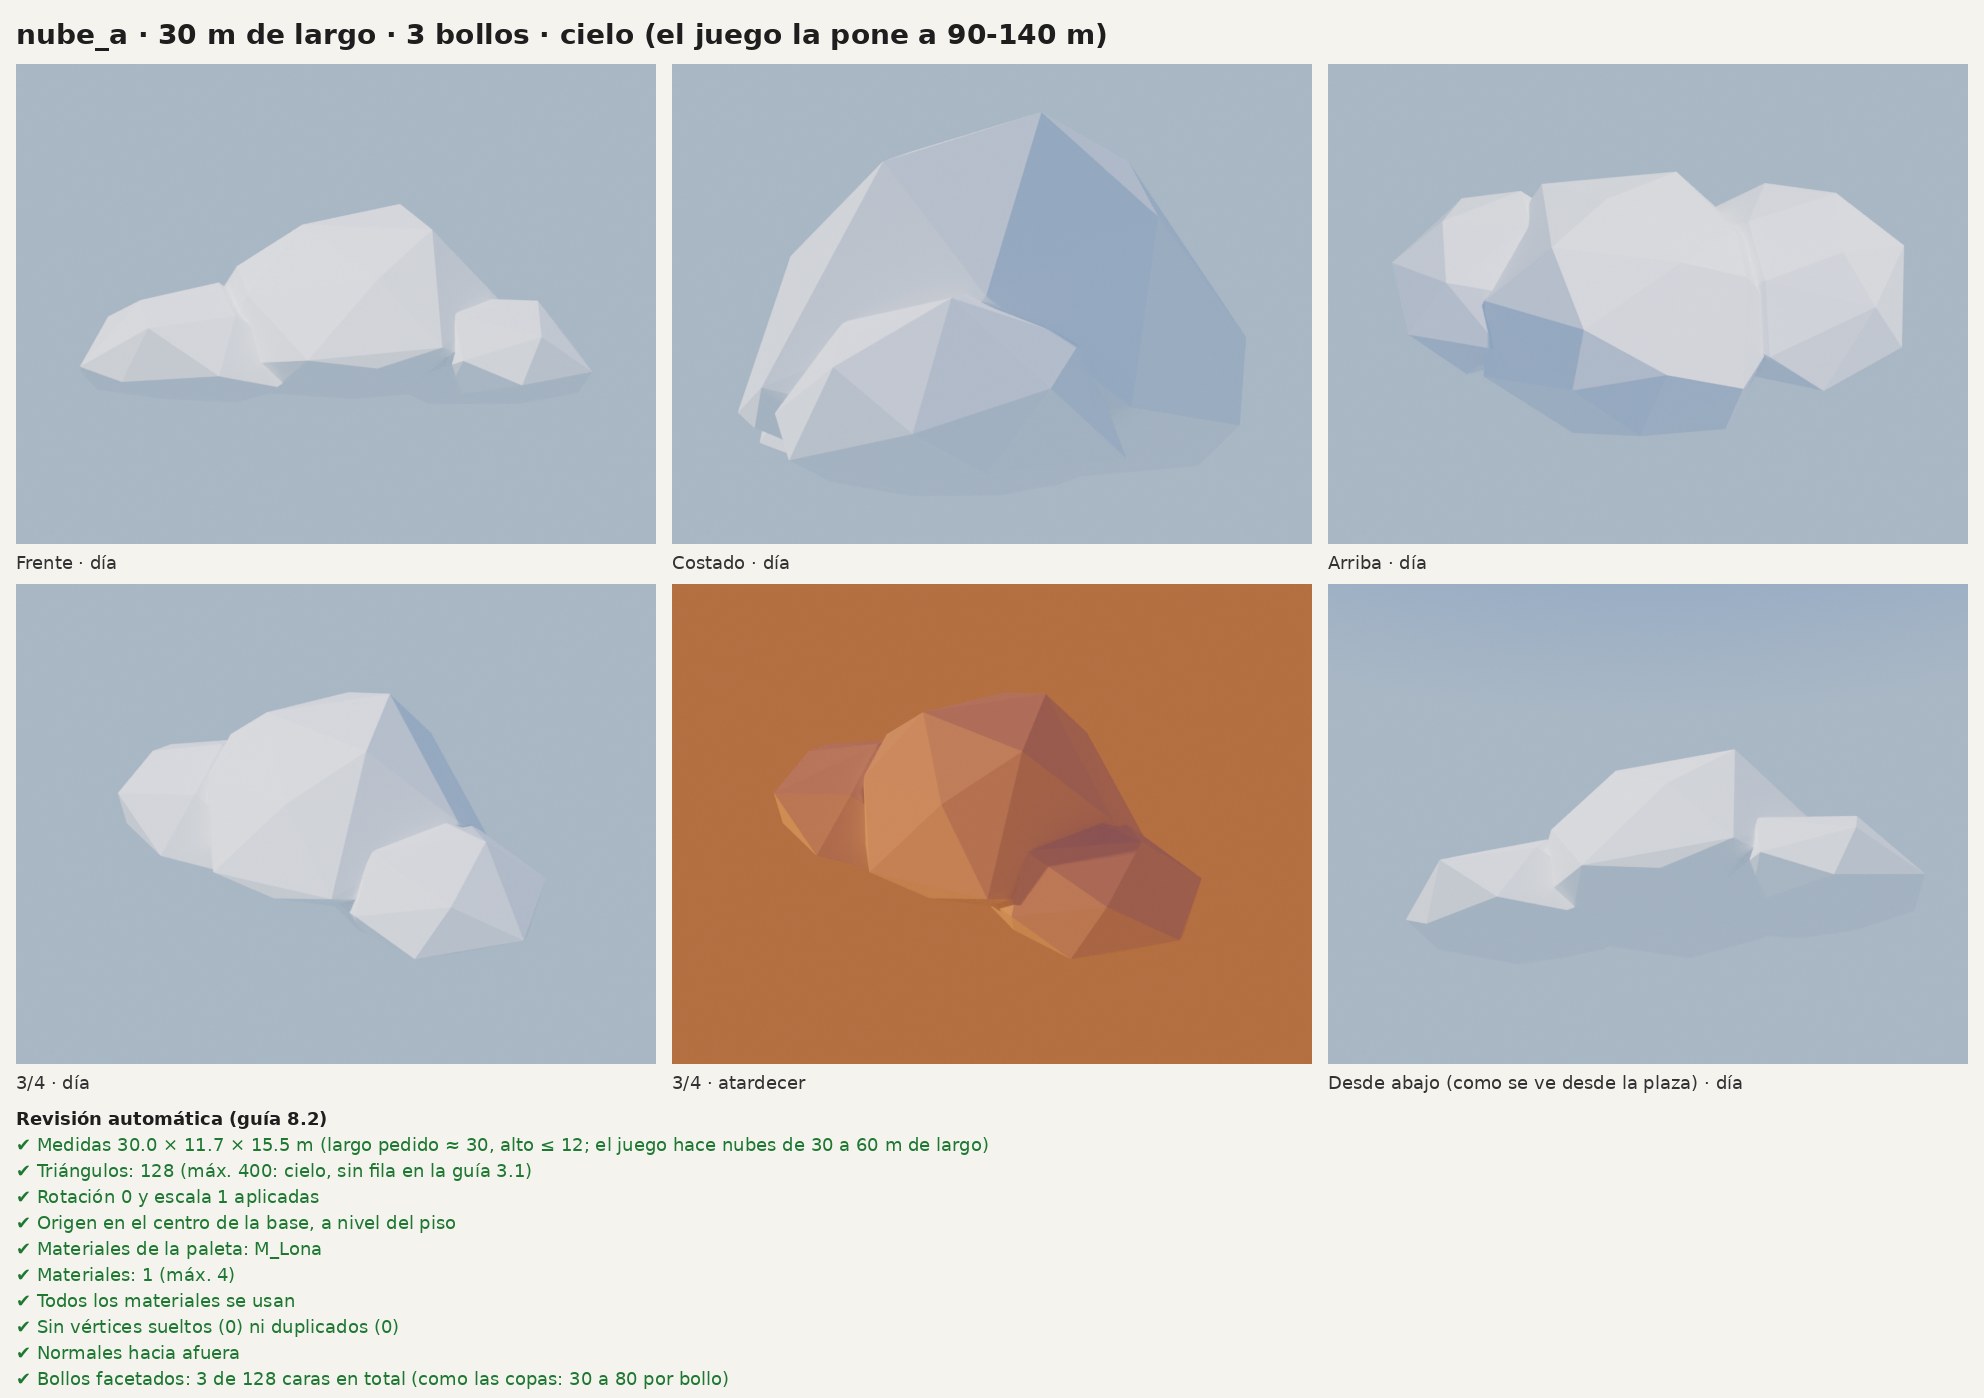 nube_a · 30 m de largo · 3 bollos · cielo (el juego la pone a 90-140 m)
Frente · día
Costado · día
Arriba · día
3/4 · día
3/4 · atardecer
Desde abajo (como se ve desde la plaza) · día
Revisión automática (guía 8.2)
✔ Medidas 30.0 × 11.7 × 15.5 m (largo pedido ≈ 30, alto ≤ 12; el juego hace nubes de 30 a 60 m de largo)
✔ Triángulos: 128 (máx. 400: cielo, sin fila en la guía 3.1)
✔ Rotación 0 y escala 1 aplicadas
✔ Origen en el centro de la base, a nivel del piso
✔ Materiales de la paleta: M_Lona
✔ Materiales: 1 (máx. 4)
✔ Todos los materiales se usan
✔ Sin vértices sueltos (0) ni duplicados (0)
✔ Normales hacia afuera
✔ Bollos facetados: 3 de 128 caras en total (como las copas: 30 a 80 por bollo)